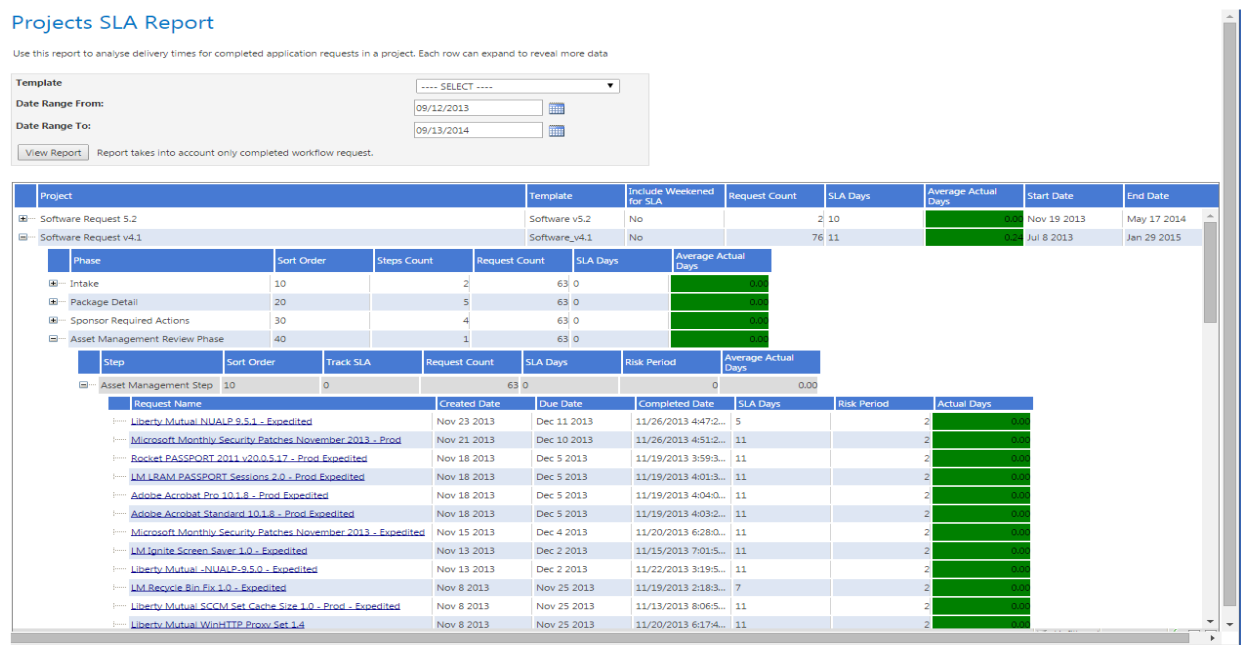 Projects SLA Report
Use this report to analyse delivery times for completed application requests in a project. Each row can expand to reveal more data
Template ---- SELECT ----
Date Range From: 09/12/2013
Date Range To: 09/13/2014
View Report Report takes into account only completed workflow request.
Project Template Include Weekened for SLA Request Count SLA Days Average Actual Days Start Date End Date
Software Request 5.2 Software v5.2 No 2 10 0.00 Nov 19 2013 May 17 2014
Software Request v4.1 Software_v4.1 No 76 11 0.24 Jul 8 2013 Jan 29 2015
Phase Sort Order Steps Count Request Count SLA Days Average Actual Days
Intake 10 2 63 0 0.00
Package Detail 20 5 63 0 0.00
Sponsor Required Actions 30 4 63 0 0.00
Asset Management Review Phase 40 1 63 0 0.00
Step Sort Order Track SLA Request Count SLA Days Risk Period Average Actual Days
Asset Management Step 10 0 63 0 0 0.00
Request Name Created Date Due Date Completed Date SLA Days Risk Period Actual Days
Liberty Mutual NUALP 9.5.1 - Expedited Nov 23 2013 Dec 11 2013 11/26/2013 4:47:2... 5 2 0.00
Microsoft Monthly Security Patches November 2013 - Prod Nov 21 2013 Dec 10 2013 11/26/2013 4:51:2... 11 2 0.00
Rocket PASSPORT 2011 v20.0.5.17 - Prod Expedited Nov 18 2013 Dec 5 2013 11/19/2013 3:59:3... 11 2 0.00
LM LRAM PASSPORT Sessions 2.0 - Prod Expedited Nov 18 2013 Dec 5 2013 11/19/2013 4:01:3... 11 2 0.00
Adobe Acrobat Pro 10.1.8 - Prod Expedited Nov 18 2013 Dec 5 2013 11/19/2013 4:04:0... 11 2 0.00
Adobe Acrobat Standard 10.1.8 - Prod Expedited Nov 18 2013 Dec 5 2013 11/19/2013 4:03:2... 11 2 0.00
Microsoft Monthly Security Patches November 2013 - Expedited Nov 15 2013 Dec 4 2013 11/20/2013 6:28:0... 11 2 0.00
LM Ignite Screen Saver 1.0 - Expedited Nov 13 2013 Dec 2 2013 11/15/2013 7:01:5... 11 2 0.00
Liberty Mutual -NUALP-9.5.0 - Expedited Nov 13 2013 Dec 2 2013 11/22/2013 3:19:5... 11 2 0.00
LM Recycle Bin Fix 1.0 - Expedited Nov 8 2013 Nov 25 2013 11/19/2013 2:18:3... 7 2 0.00
Liberty Mutual SCCM Set Cache Size 1.0 - Prod - Expedited Nov 8 2013 Nov 25 2013 11/13/2013 8:06:5... 11 2 0.00
Liberty Mutual WinHTTP Proxy Set 1.4 Nov 8 2013 Nov 25 2013 11/20/2013 6:17:4... 11 2 0.00